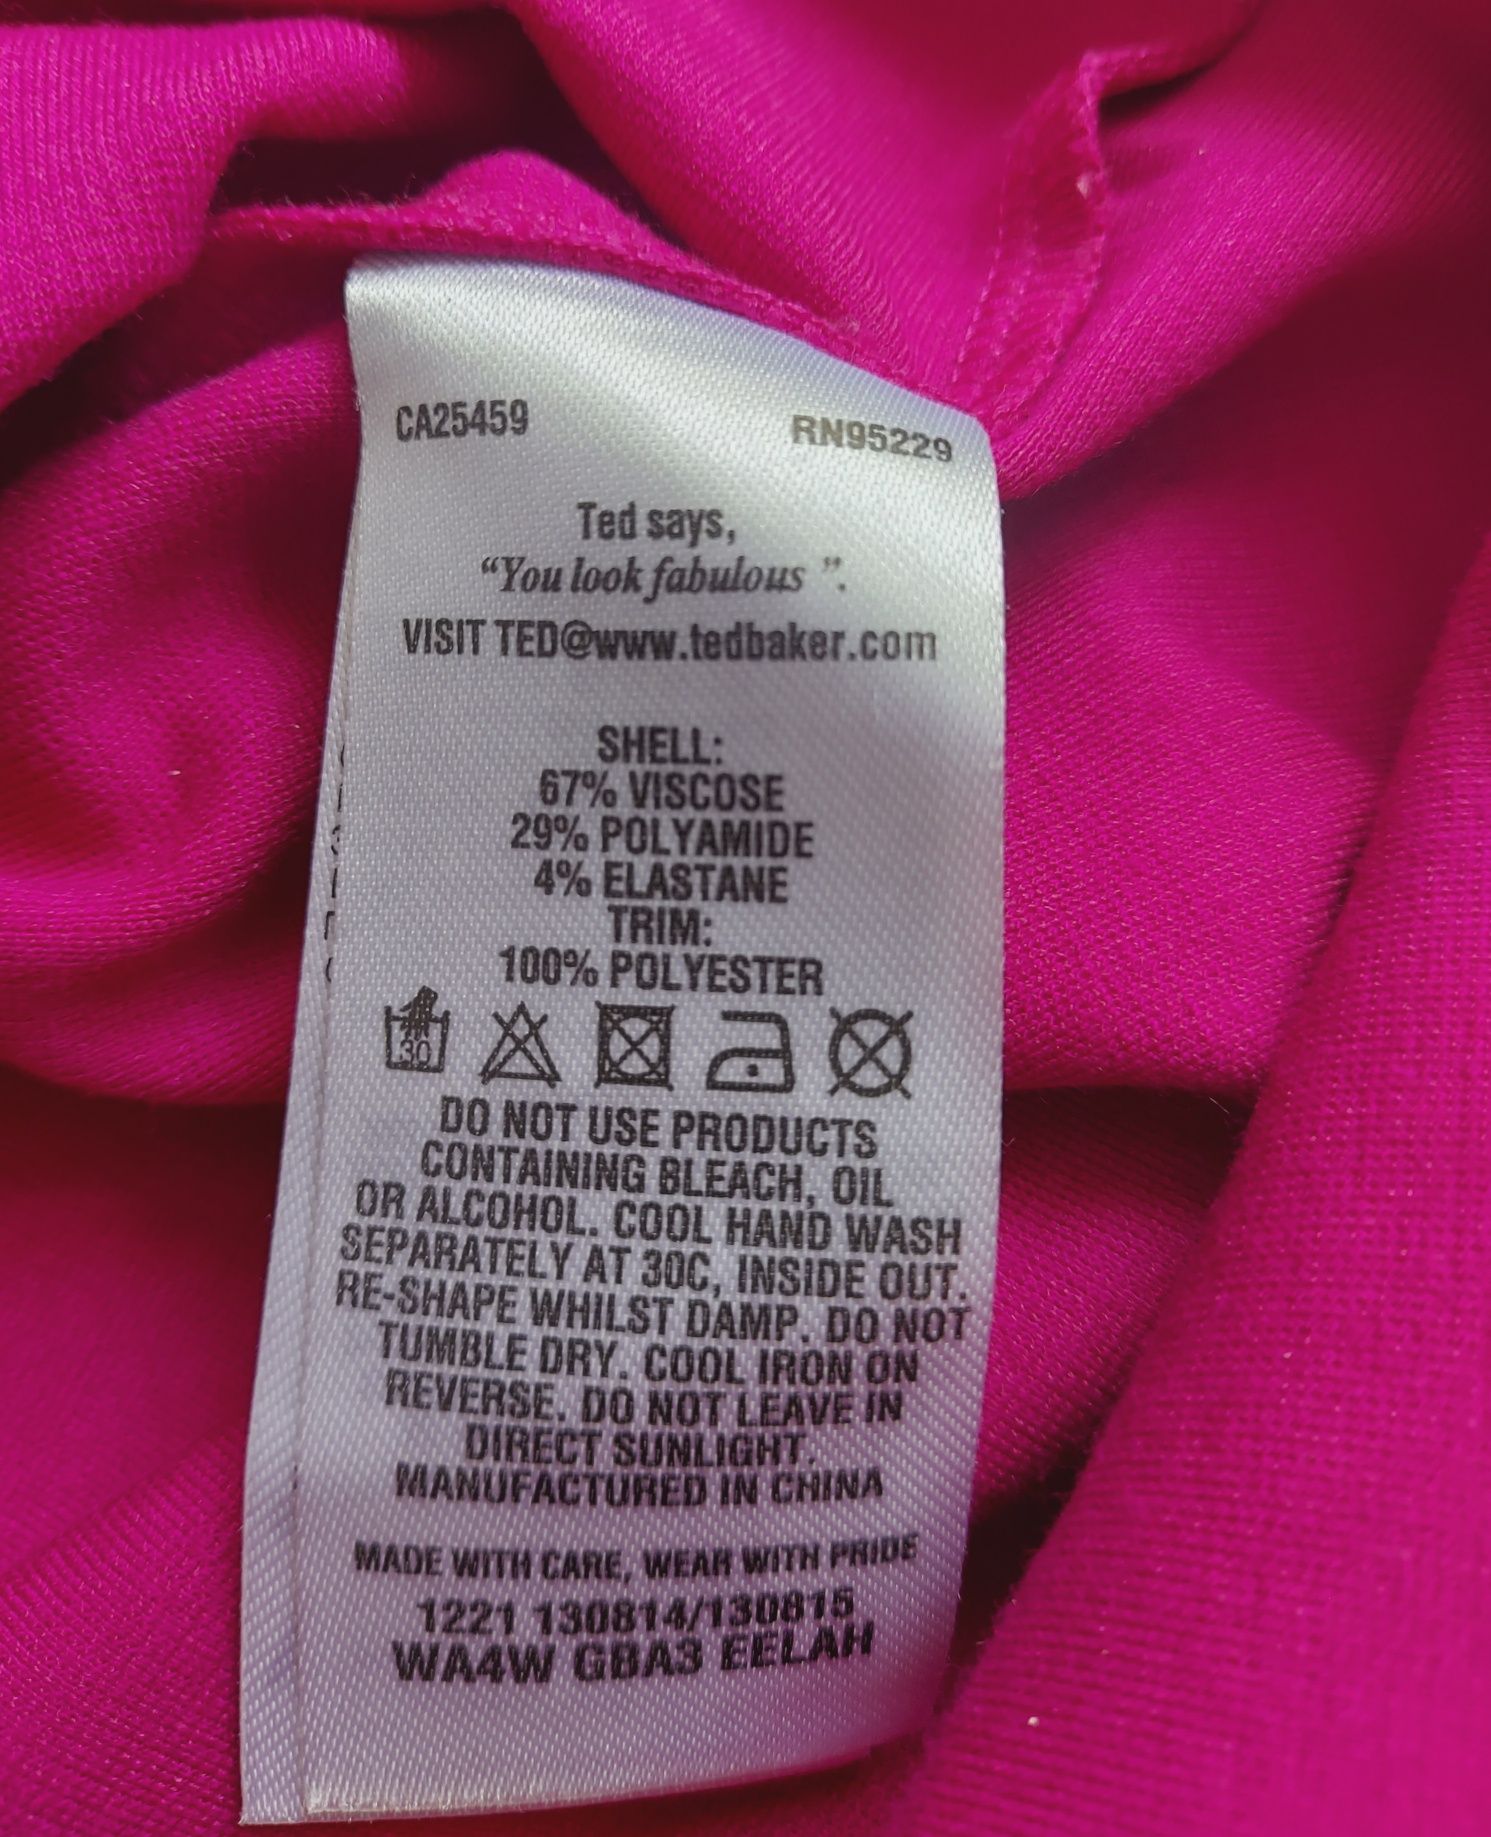 CA25459 RN95229
Ted says,
“You look fabulous ”.
VISIT TED@www.tedbaker.com
SHELL:
67% VISCOSE
29% POLYAMIDE
4% ELASTANE
TRIM:
100% POLYESTER
30
DO NOT USE PRODUCTS
CONTAINING BLEACH, OIL
OR ALCOHOL. COOL HAND WASH
SEPARATELY AT 30C, INSIDE OUT.
RE-SHAPE WHILST DAMP. DO NOT
TUMBLE DRY. COOL IRON ON
REVERSE. DO NOT LEAVE IN
DIRECT SUNLIGHT.
MANUFACTURED IN CHINA
MADE WITH CARE, WEAR WITH PRIDE
1221 130814/130815
WA4W GBA3 EELAH